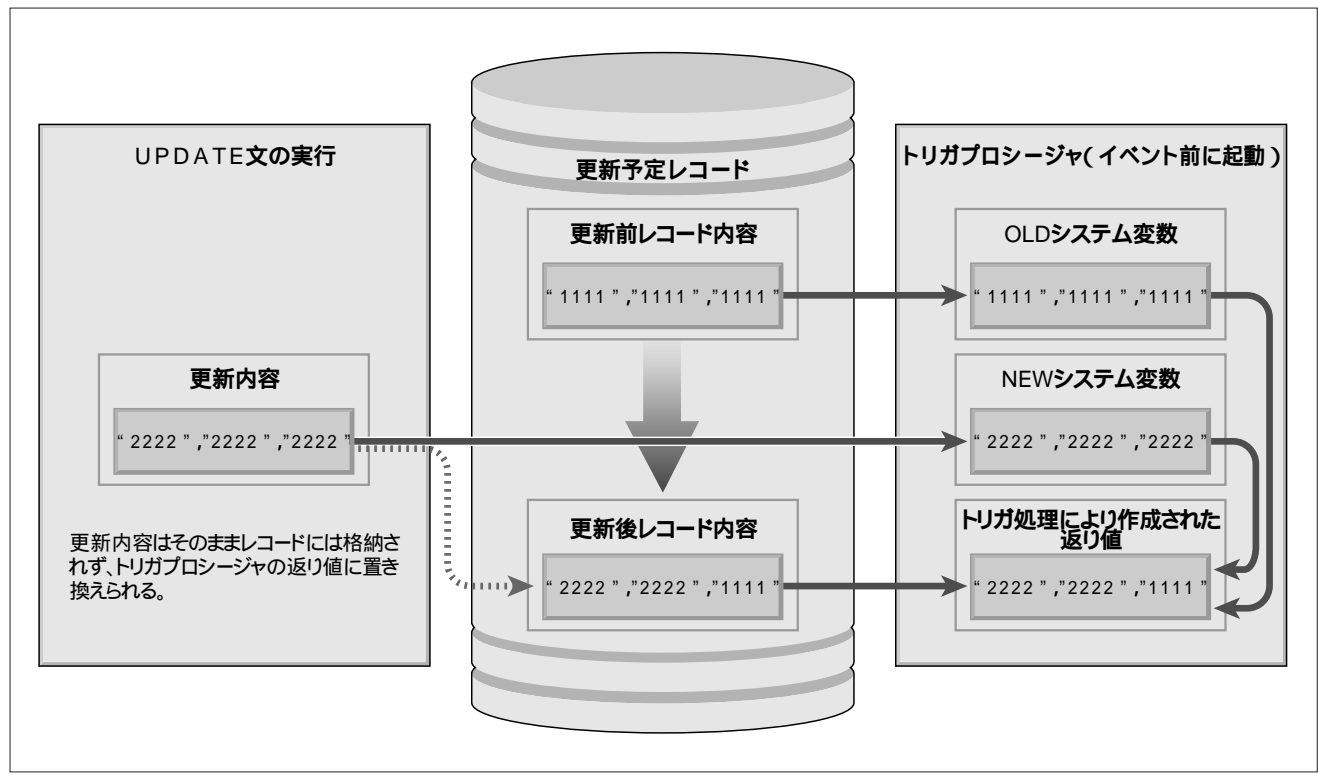 UPDATE文の実行
更新内容
“2222”,”2222”,”2222”
更新内容はそのままレコードには格納さ
れず、トリガプロシージャの返り値に置き
換えられる。
更新予定レコード
更新前レコード内容
“1111”,”1111”,”1111”
更新後レコード内容
“2222”,”2222”,”1111”
トリガプロシージャ(イベント前に起動)
OLDシステム変数
“1111”,”1111”,”1111”
NEWシステム変数
“2222”,”2222”,”2222”
トリガ処理により作成された
返り値
“2222”,”2222”,”1111”